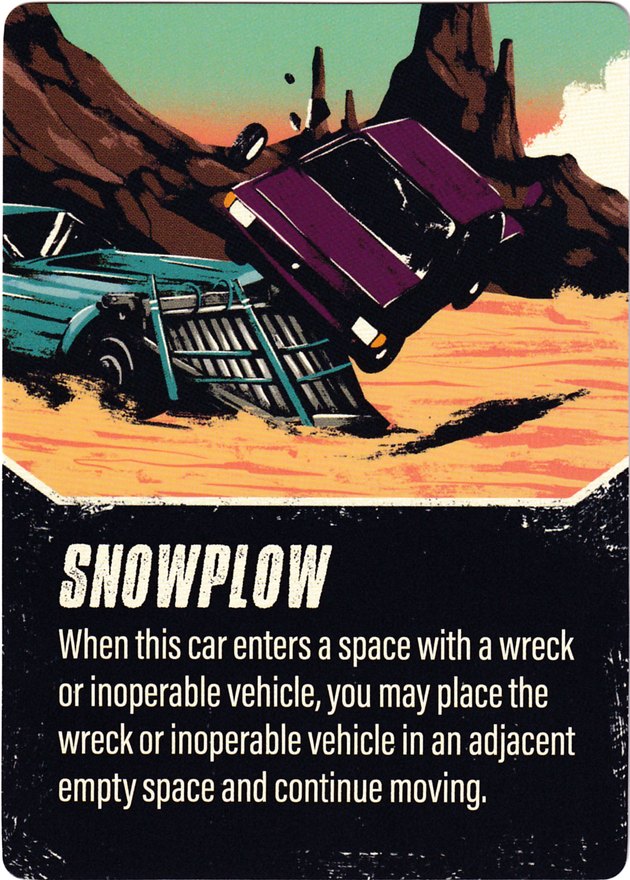 SNOWPLOW
When this car enters a space with a wreck
or inoperable vehicle, you may place the
wreck or inoperable vehicle in an adjacent
empty space and continue moving.